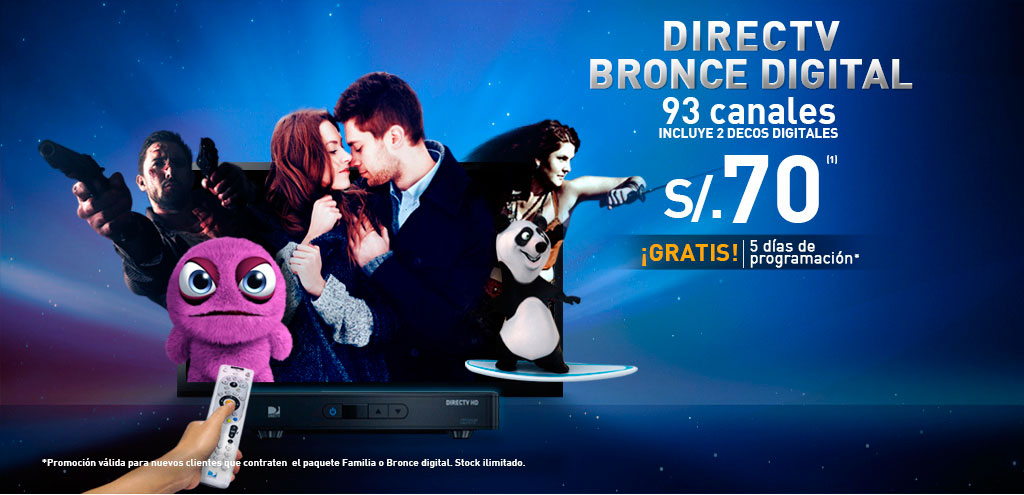 DIRECTV
BRONCE DIGITAL
93 canales
INCLUYE 2 DECOS DIGITALES
S/.70 (1)
¡GRATIS! 5 días de
programación*
DIRECTV HD
*Promoción válida para nuevos clientes que contraten el paquete Familia o Bronce digital. Stock ilimitado.